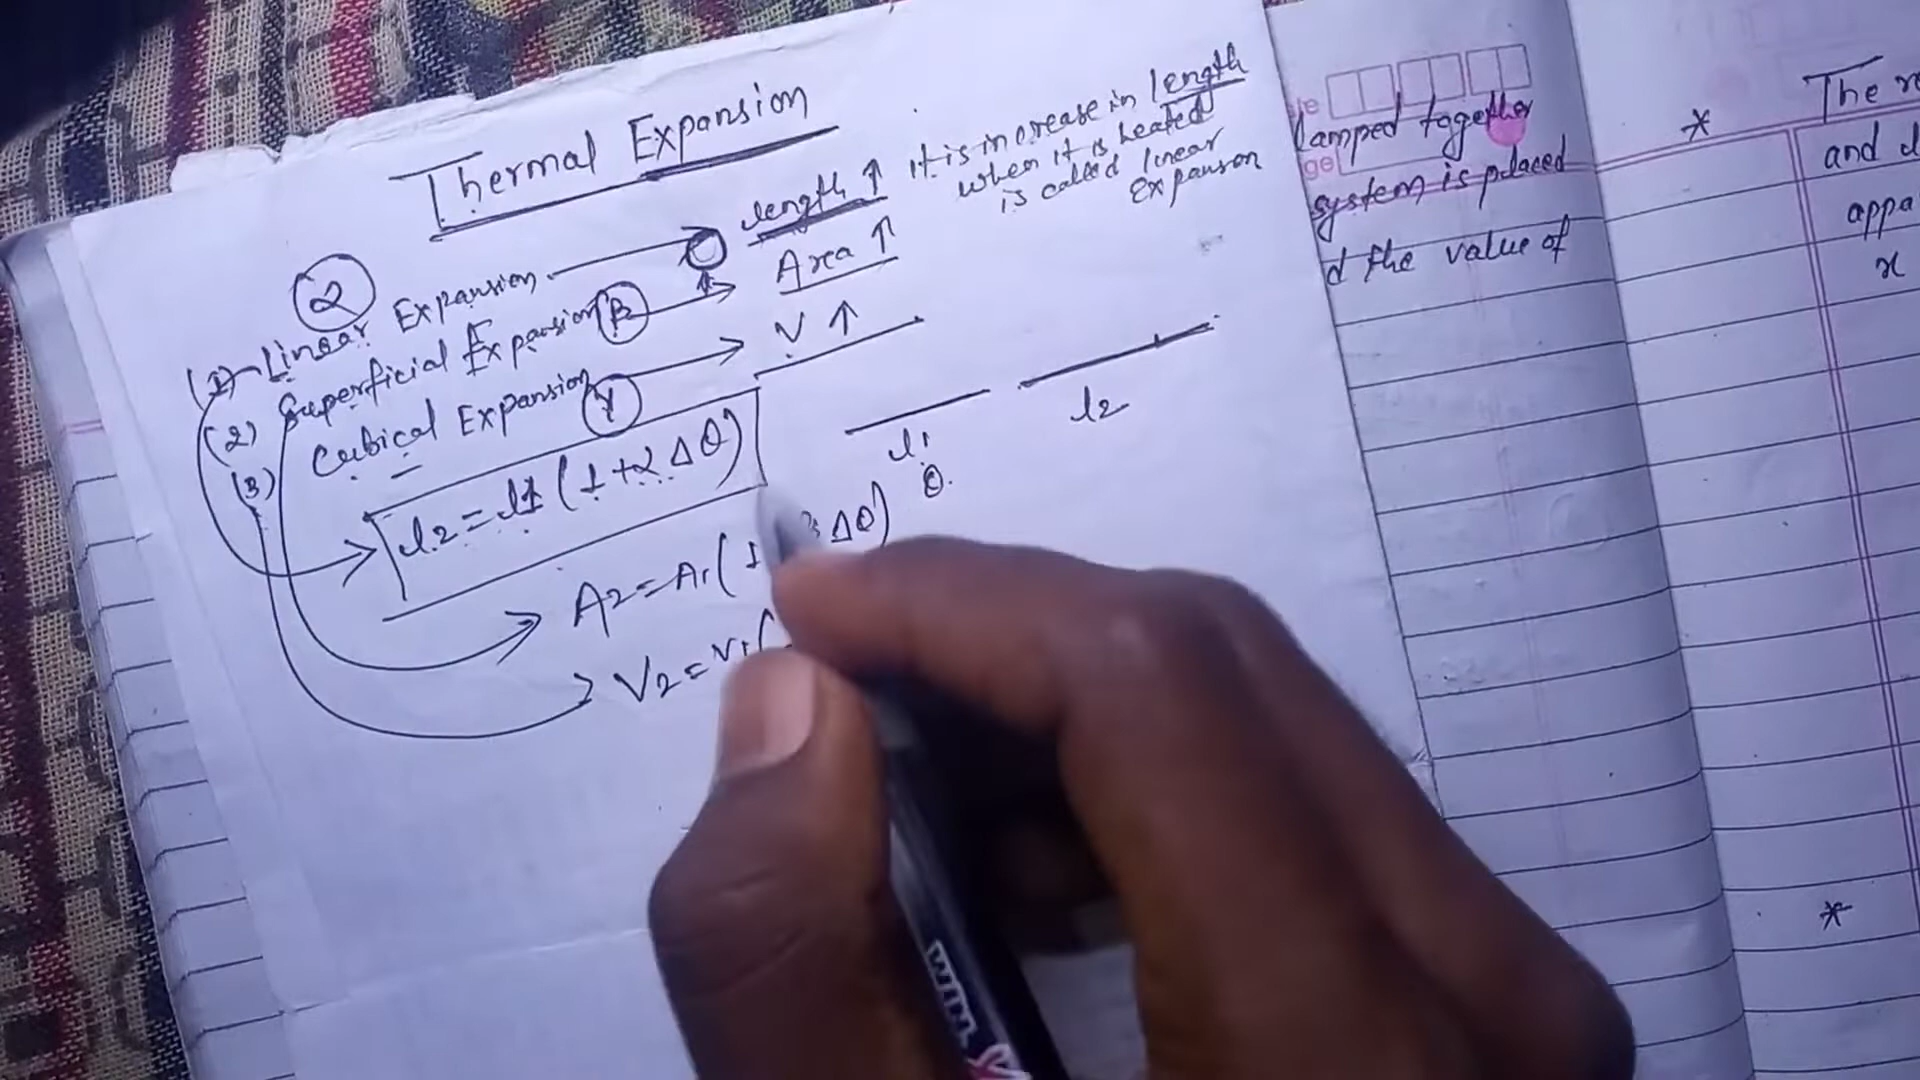 Thermal Expansion
α
(1) Linear Expansion
length ↑
It is increase in length
when it is heated
is called linear
Expansion
(2) Superficial Expansion β
Area ↑
(3) Cubical Expansion γ
V ↑
l2 = l1 (1 + α Δθ)
l1
l2
θ
A2 = A1 (1 Δθ)
V2 = V1 (
lamped together
system is placed
d the value of
*
The
and
appa
x
*
win